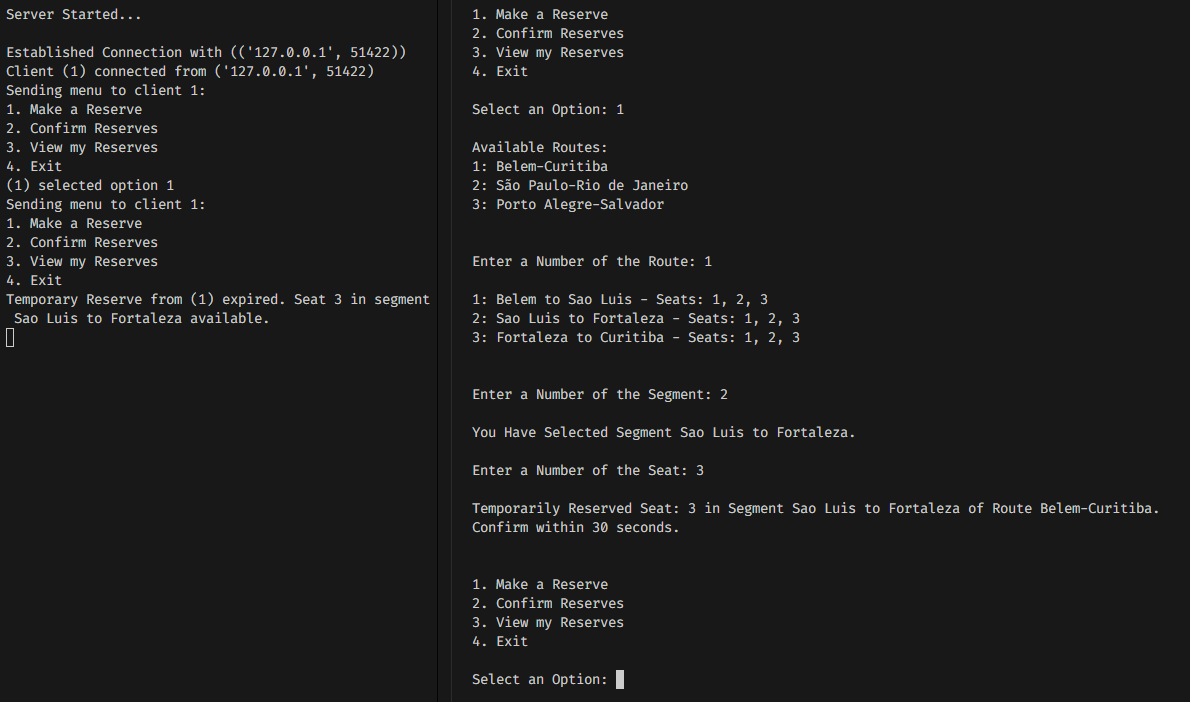 Server Started...
Established Connection with (('127.0.0.1', 51422))
Client (1) connected from ('127.0.0.1', 51422)
Sending menu to client 1:
1. Make a Reserve
2. Confirm Reserves
3. View my Reserves
4. Exit
(1) selected option 1
Sending menu to client 1:
1. Make a Reserve
2. Confirm Reserves
3. View my Reserves
4. Exit
Temporary Reserve from (1) expired. Seat 3 in segment
Sao Luis to Fortaleza available.
1. Make a Reserve
2. Confirm Reserves
3. View my Reserves
4. Exit
Select an Option: 1
Available Routes:
1: Belem-Curitiba
2: São Paulo-Rio de Janeiro
3: Porto Alegre-Salvador
Enter a Number of the Route: 1
1: Belem to Sao Luis - Seats: 1, 2, 3
2: Sao Luis to Fortaleza - Seats: 1, 2, 3
3: Fortaleza to Curitiba - Seats: 1, 2, 3
Enter a Number of the Segment: 2
You Have Selected Segment Sao Luis to Fortaleza.
Enter a Number of the Seat: 3
Temporarily Reserved Seat: 3 in Segment Sao Luis to Fortaleza of Route Belem-Curitiba.
Confirm within 30 seconds.
1. Make a Reserve
2. Confirm Reserves
3. View my Reserves
4. Exit
Select an Option: